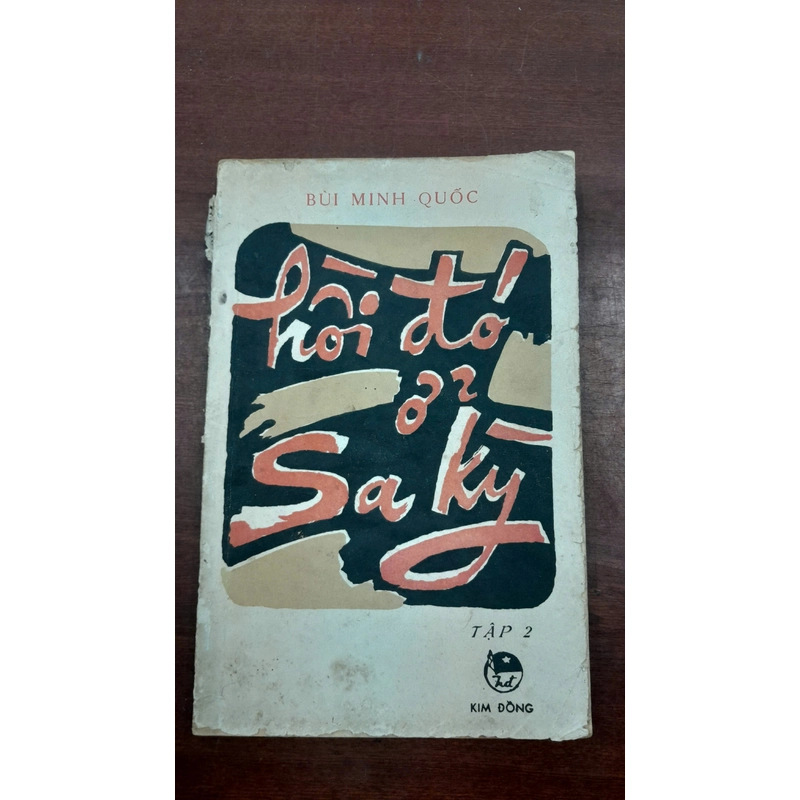 BÙI MINH QUỐC
hồi đó
ở
Sa Kỳ
TẬP 2
KIM ĐỒNG